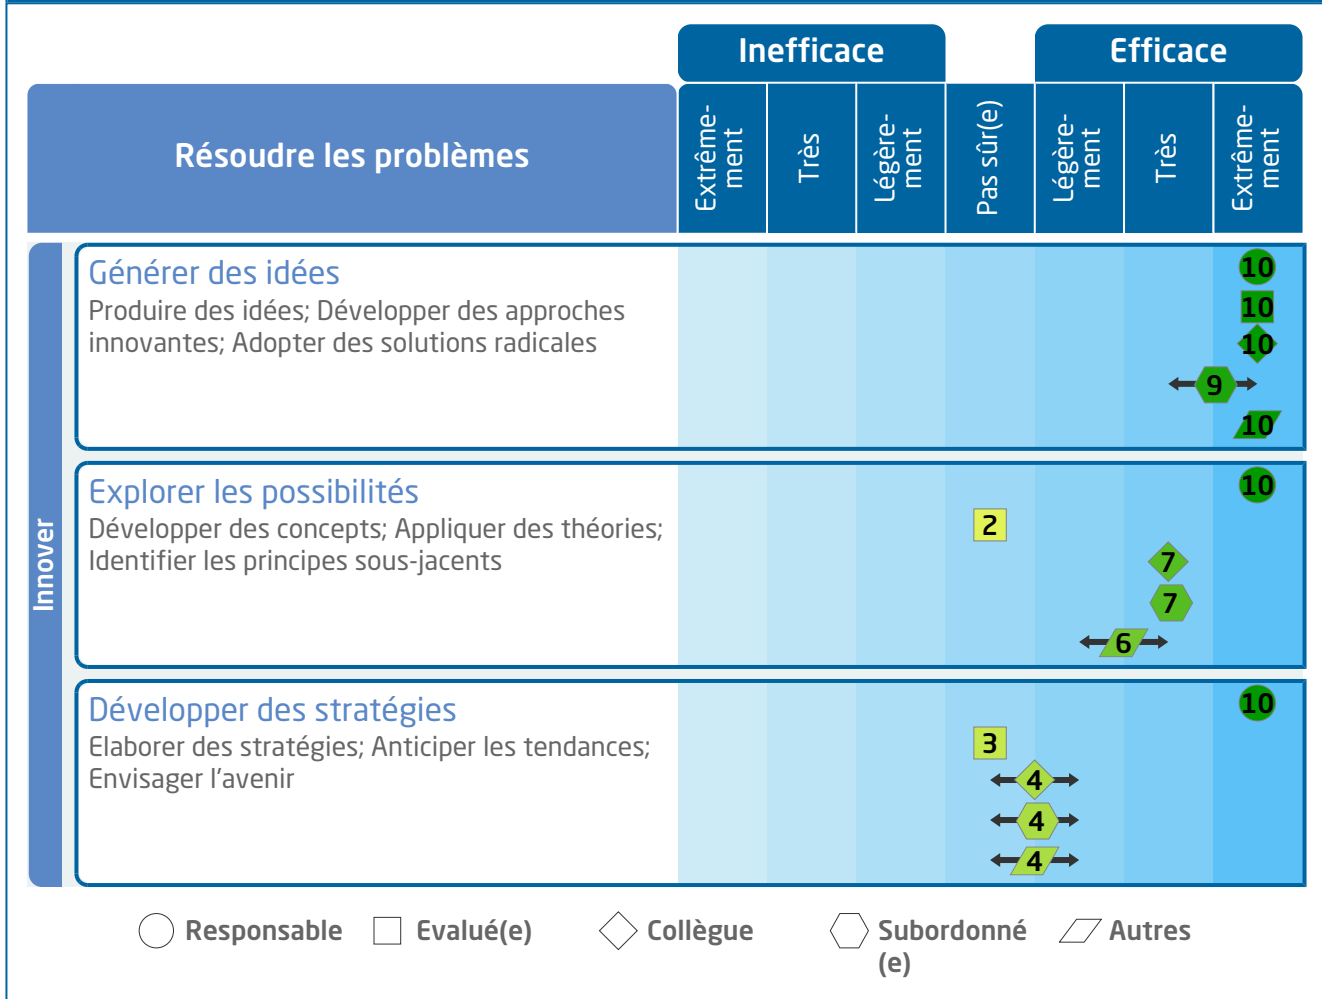 Inefficace
Efficace
Résoudre les problèmes
Extrême-
ment
Très
Légère-
ment
Pas sûr(e)
Légère-
ment
Très
Extrême-
ment
Innover
Générer des idées
Produire des idées; Développer des approches
innovantes; Adopter des solutions radicales
10
10
10
9
10
Explorer les possibilités
Développer des concepts; Appliquer des théories;
Identifier les principes sous-jacents
10
2
7
7
6
Développer des stratégies
Elaborer des stratégies; Anticiper les tendances;
Envisager l'avenir
10
3
4
4
4
Responsable
Evalué(e)
Collègue
Subordonné
(e)
Autres